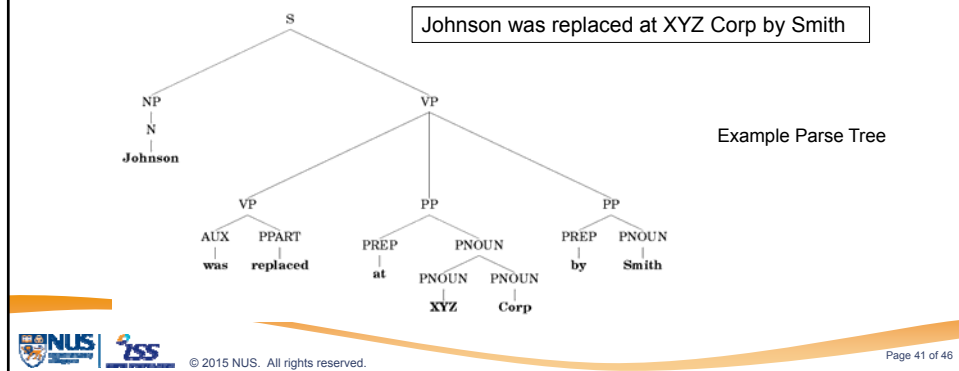 S
Johnson was replaced at XYZ Corp by Smith
NP VP
N
Johnson
Example Parse Tree
VP PP PP
AUX PPART PREP PNOUN PREP PNOUN
was replaced at by Smith
PNOUN PNOUN
XYZ Corp
NUS ISS © 2015 NUS. All rights reserved. Page 41 of 46